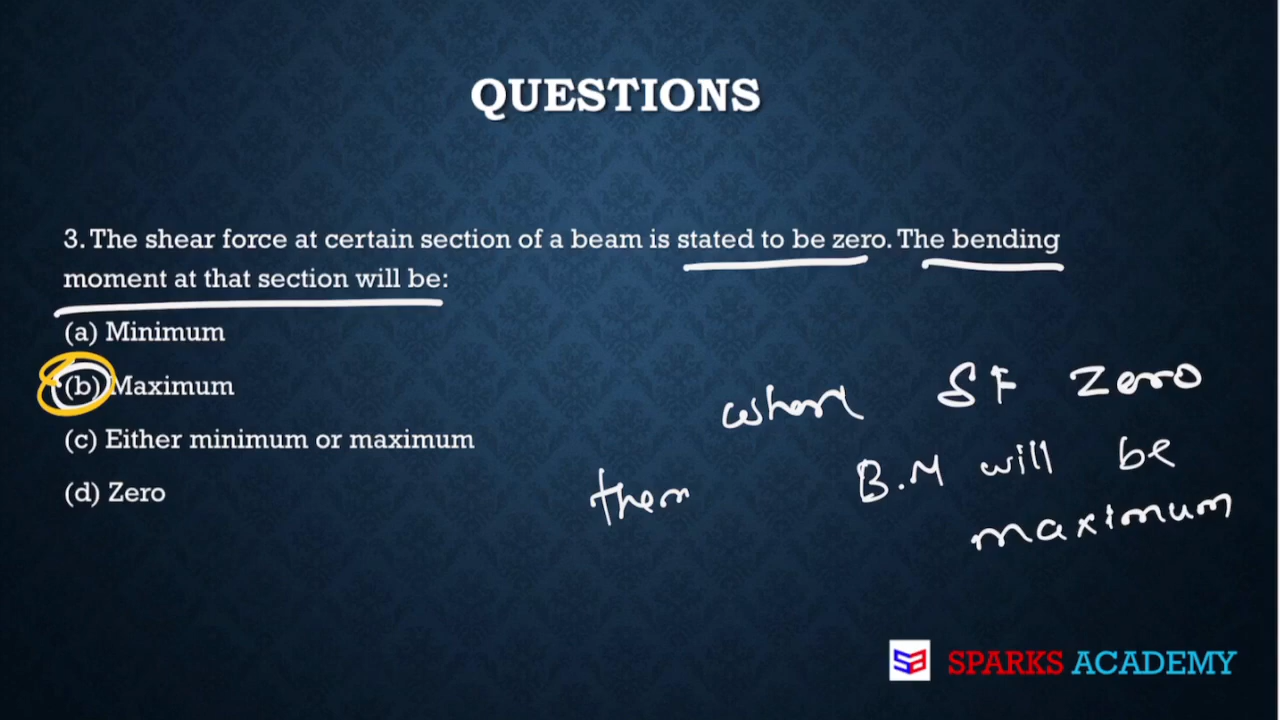 QUESTIONS
3. The shear force at certain section of a beam is stated to be zero. The bending
moment at that section will be:
(a) Minimum
(b) Maximum
(c) Either minimum or maximum
(d) Zero
where SF Zero
then B.M will be
maximum
SPARKS ACADEMY